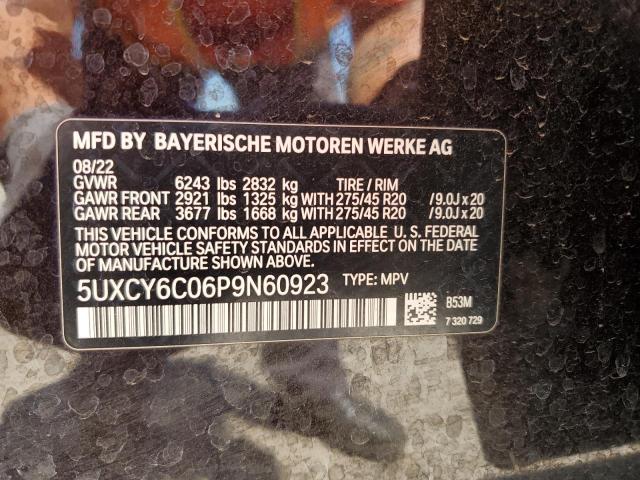 MFD BY BAYERISCHE MOTOREN WERKE AG
08/22
GVWR 6243 lbs 2832 kg TIRE / RIM
GAWR FRONT 2921 lbs 1325 kg WITH 275/45 R20 /9.0J x 20
GAWR REAR 3677 lbs 1668 kg WITH 275/45 R20 /9.0J x 20
THIS VEHICLE CONFORMS TO ALL APPLICABLE U. S. FEDERAL
MOTOR VEHICLE SAFETY STANDARDS IN EFFECT ON THE DATE
OF MANUFACTURE SHOWN ABOVE.
5UXCY6C06P9N60923 TYPE: MPV
B53M
7 320 729